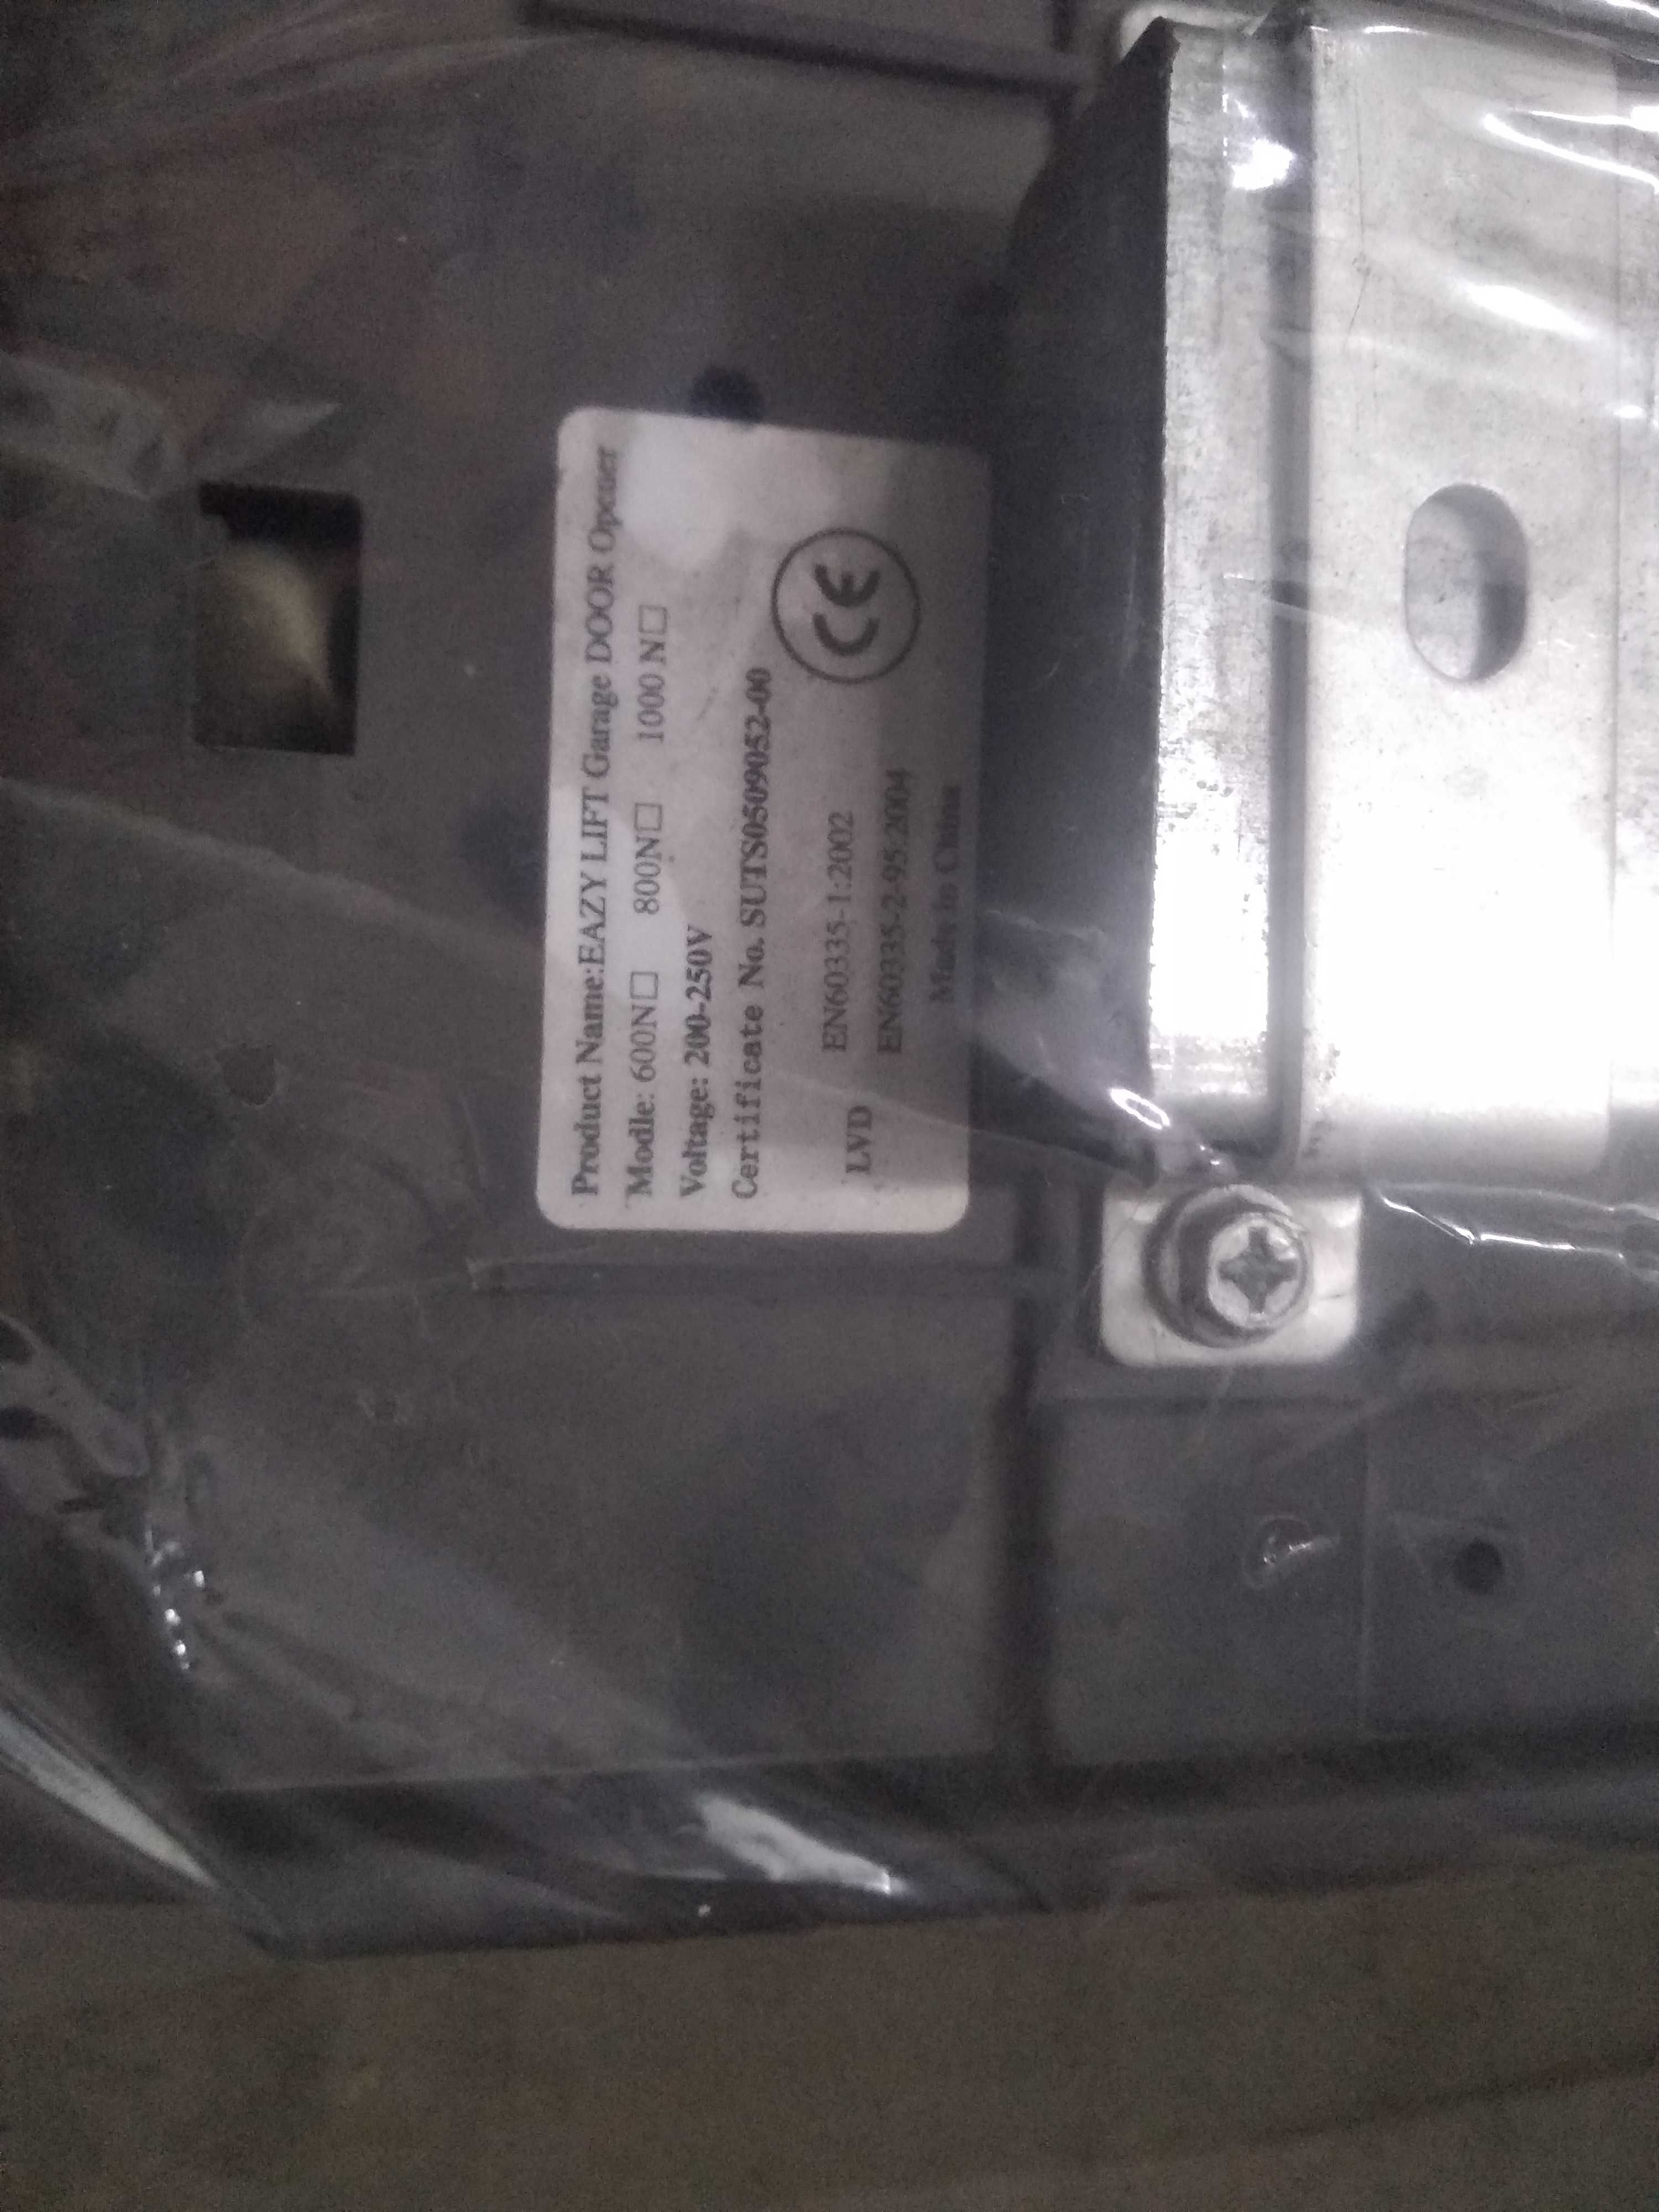 Product Name:EAZY LIFT Garage DOOR Opener
Modle: 600N□ 800N□ 1000N□
Voltage: 200-250V
Certificate No. SUTS0509052-00
CE
LVD EN60335-1:2002
EN60335-2-95:2004
Made in China